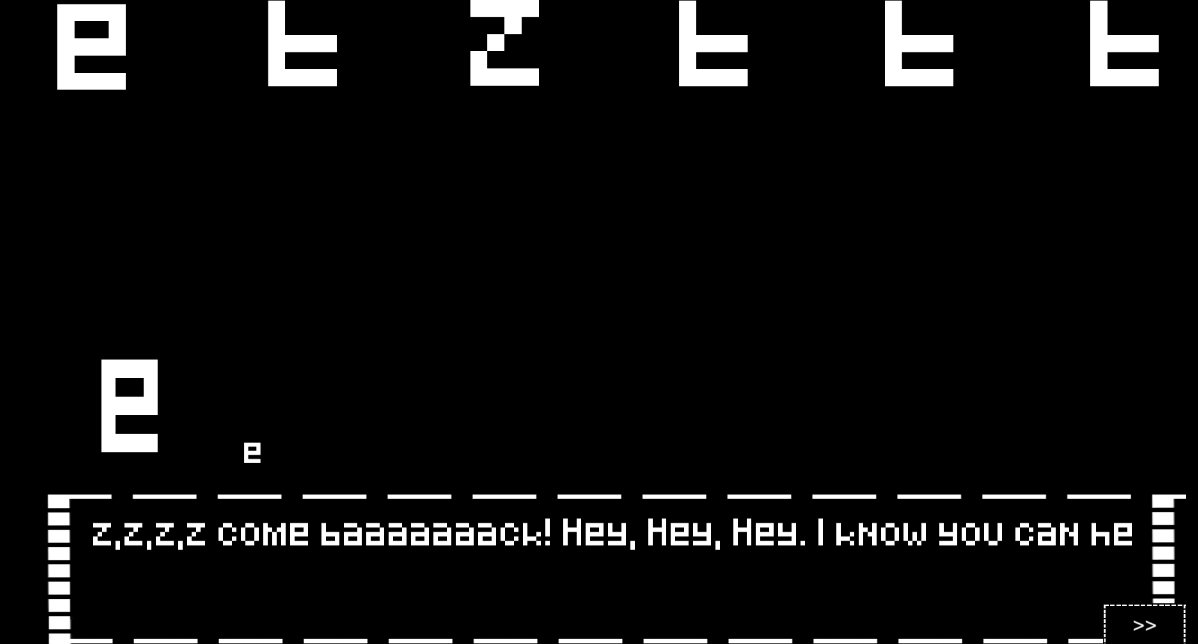 e t z t t t
e
e
z,z,z,z come baaaaaaack! Hey, Hey, Hey. I know you can he
>>